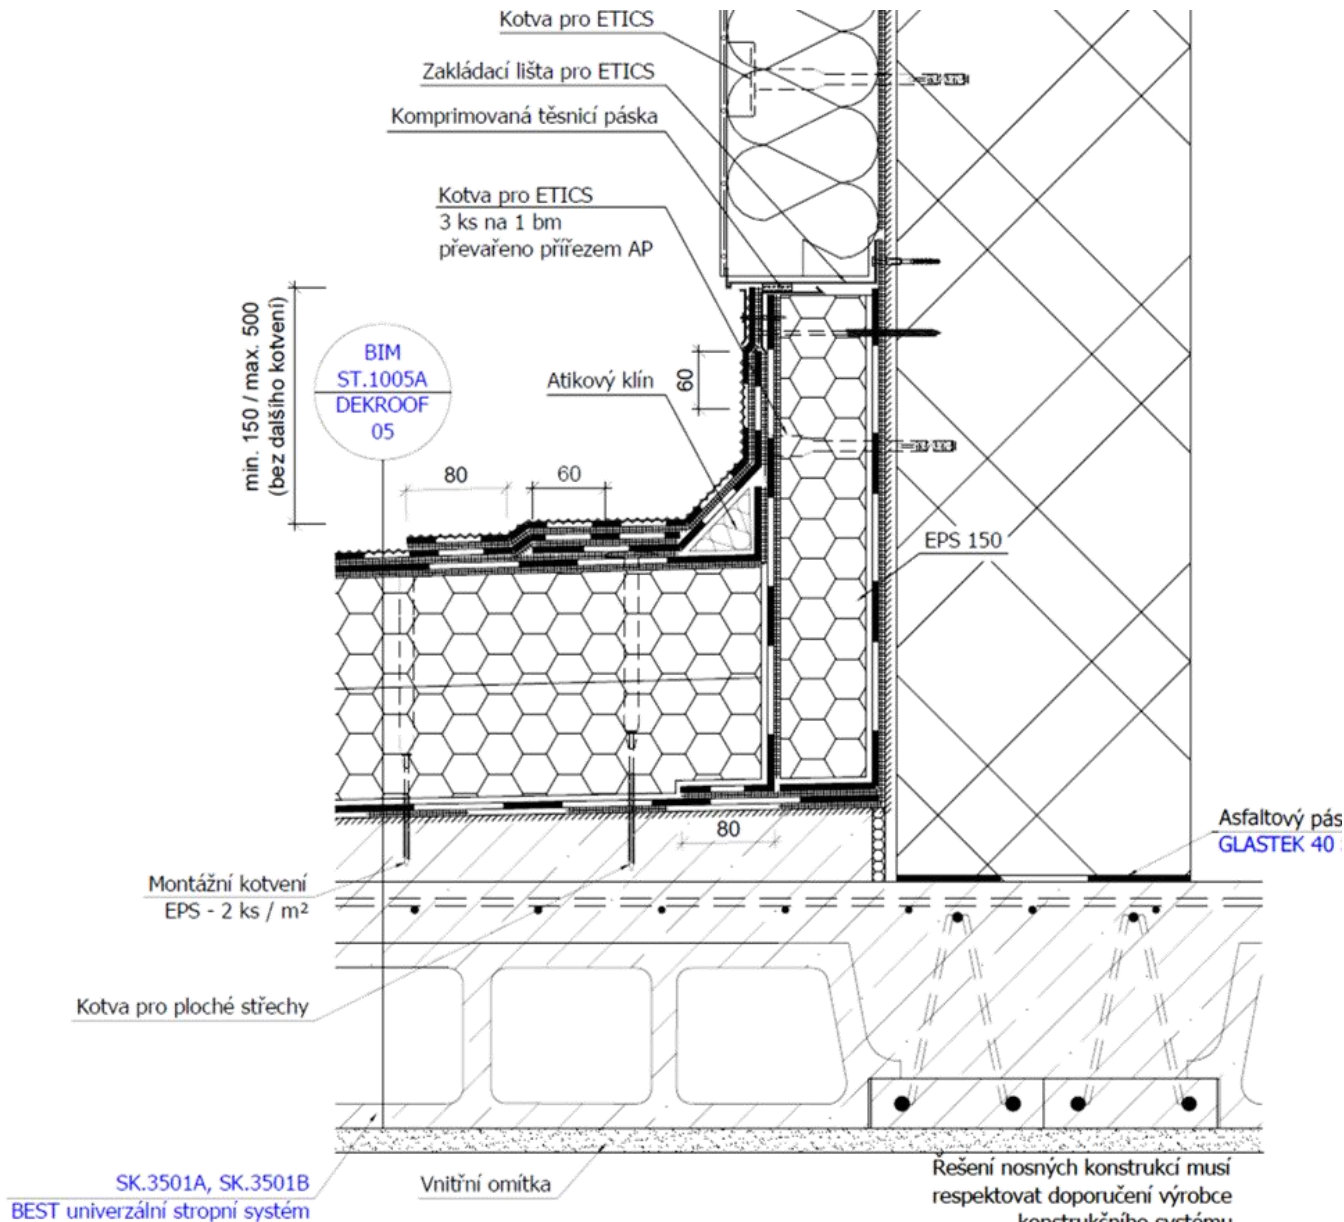 Kotva pro ETICS
Zakládací lišta pro ETICS
Komprimovaná těsnicí páska
Kotva pro ETICS
3 ks na 1 bm
převařeno přířezem AP
min. 150 / max. 500
(bez dalšího kotvení)
BIM
ST.1005A
DEKROOF
05
Atikový klín
60
80
60
EPS 150
80
Asfaltový pás
GLASTEK 40
Montážní kotvení
EPS - 2 ks / m²
Kotva pro ploché střechy
SK.3501A, SK.3501B
BEST univerzální stropní systém
Vnitřní omítka
Řešení nosných konstrukcí musí
respektovat doporučení výrobce
konstrukčního systému